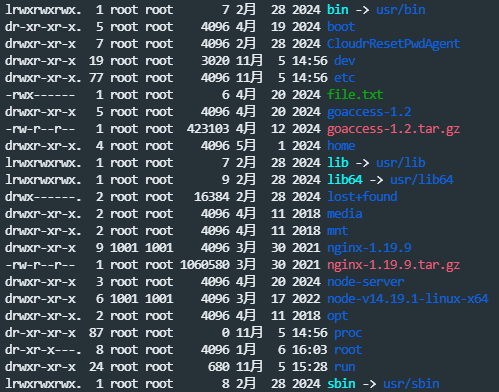 lrwxrwxrwx.  1 root root       7 2月  28 2024 bin -> usr/bin
dr-xr-xr-x.  5 root root    4096 4月  19 2024 boot
drwxr-xr-x   7 root root    4096 2月  28 2024 CloudrResetPwdAgent
drwxr-xr-x  19 root root    3020 11月  5 14:56 dev
drwxr-xr-x. 77 root root    4096 11月  5 14:56 etc
-rwx------   1 root root       6 4月  20 2024 file.txt
drwxr-xr-x   5 root root    4096 4月  20 2024 goaccess-1.2
-rw-r--r--   1 root root  423103 4月  12 2024 goaccess-1.2.tar.gz
drwxr-xr-x.  4 root root    4096 5月   1 2024 home
lrwxrwxrwx.  1 root root       7 2月  28 2024 lib -> usr/lib
lrwxrwxrwx.  1 root root       9 2月  28 2024 lib64 -> usr/lib64
drwx------.  2 root root   16384 2月  28 2024 lost+found
drwxr-xr-x.  2 root root    4096 4月  11 2018 media
drwxr-xr-x.  2 root root    4096 4月  11 2018 mnt
drwxr-xr-x   9 1001 1001    4096 3月  30 2021 nginx-1.19.9
-rw-r--r--   1 root root 1060580 3月  30 2021 nginx-1.19.9.tar.gz
drwxr-xr-x   3 root root    4096 4月  20 2024 node-server
drwxr-xr-x   6 1001 1001    4096 3月  17 2022 node-v14.19.1-linux-x64
drwxr-xr-x.  2 root root    4096 4月  11 2018 opt
dr-xr-xr-x  87 root root       0 11月  5 14:56 proc
dr-xr-x---.  8 root root    4096 1月   6 16:03 root
drwxr-xr-x  24 root root     680 11月  5 15:28 run
lrwxrwxrwx.  1 root root       8 2月  28 2024 sbin -> usr/sbin